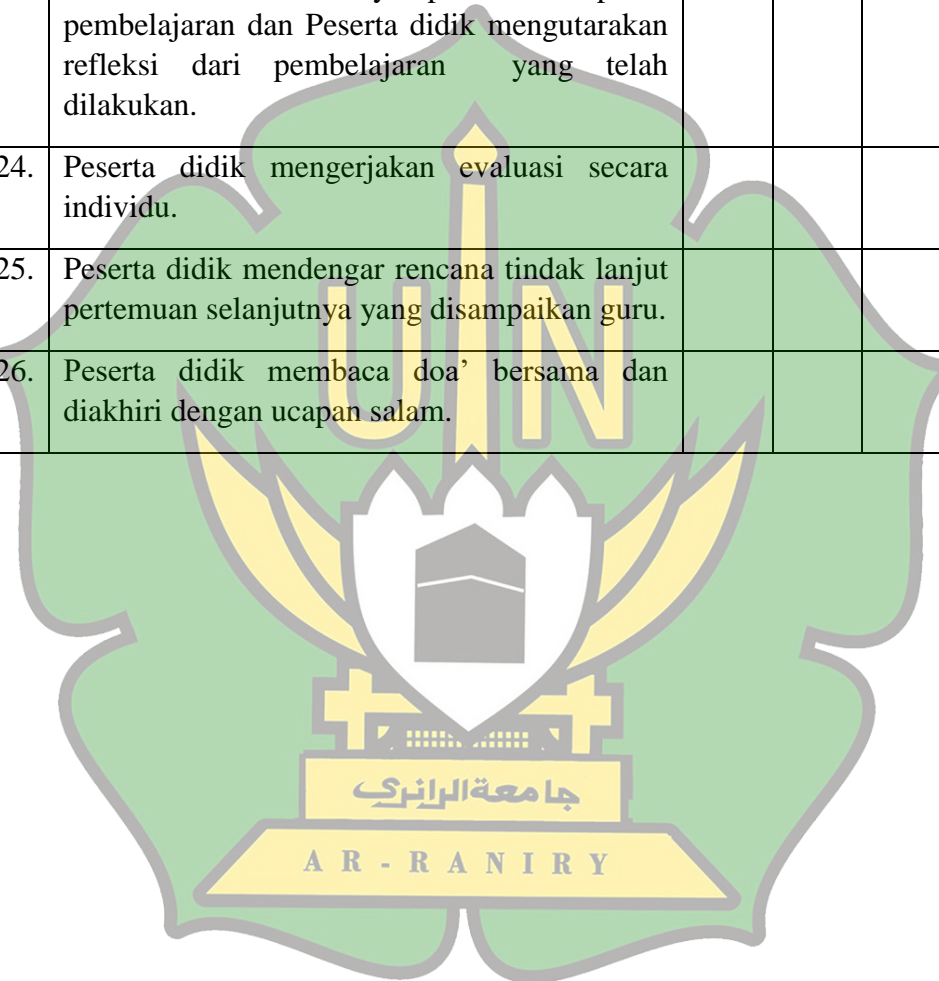 pembelajaran dan Peserta didik mengutarakan
refleksi dari pembelajaran yang telah
dilakukan.
24. Peserta didik mengerjakan evaluasi secara
individu.
25. Peserta didik mendengar rencana tindak lanjut
pertemuan selanjutnya yang disampaikan guru.
26. Peserta didik membaca doa’ bersama dan
diakhiri dengan ucapan salam.
UIN
جامعةالرانري
AR-RANIRY